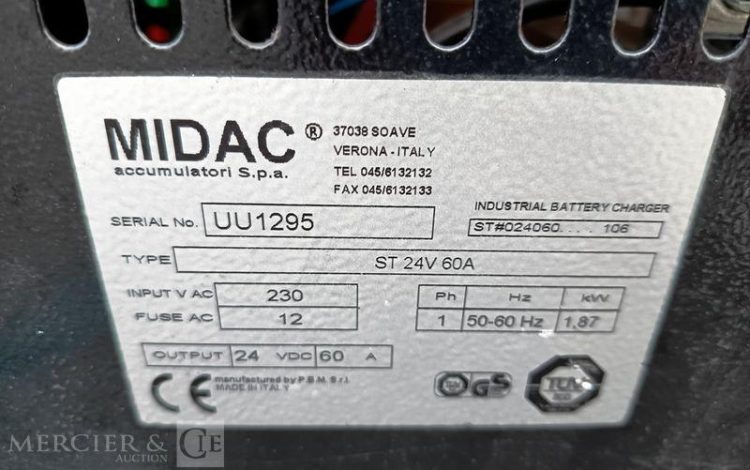 MIDAC ®
accumulatori S.p.a.
37038 SOAVE
VERONA - ITALY
TEL 045/6132132
FAX 045/6132133
SERIAL No. UU1295
INDUSTRIAL BATTERY CHARGER
ST#024060.... 106
TYPE ST 24V 60A
INPUT V AC 230
FUSE AC 12
Ph Hz kW
1 50-60 Hz 1,87
OUTPUT 24 VDC 60 A
CE manufactured by P.B.M. S.r.l.
MADE IN ITALY
GS
TÜV
MERCIER & CIE
AUCTION